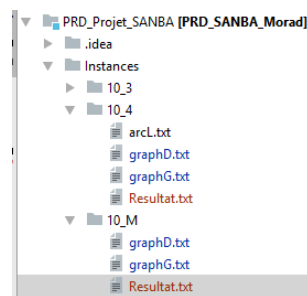 PRD_Projet_SANBA [PRD_SANBA_Morad]
.idea
Instances
10_3
10_4
arcL.txt
graphD.txt
graphG.txt
Resultat.txt
10_M
graphD.txt
graphG.txt
Resultat.txt